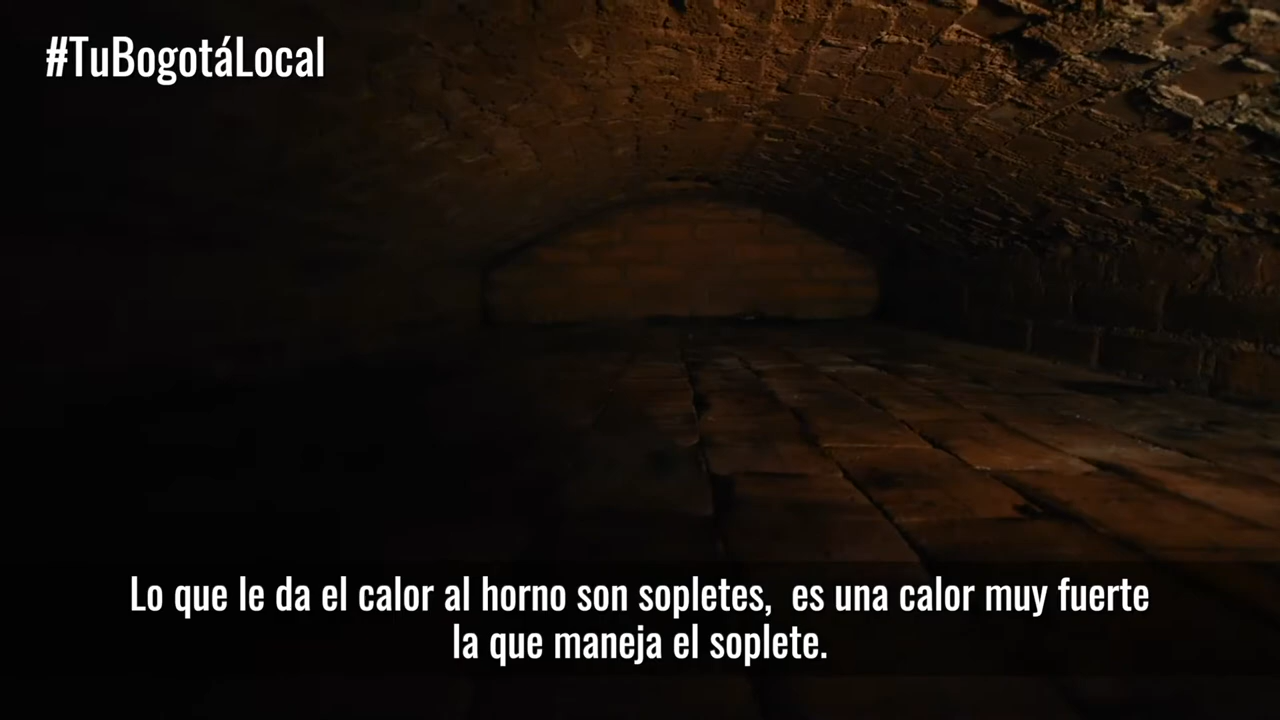 #TuBogotáLocal
Lo que le da el calor al horno son sopletes,  es una calor muy fuerte
la que maneja el soplete.